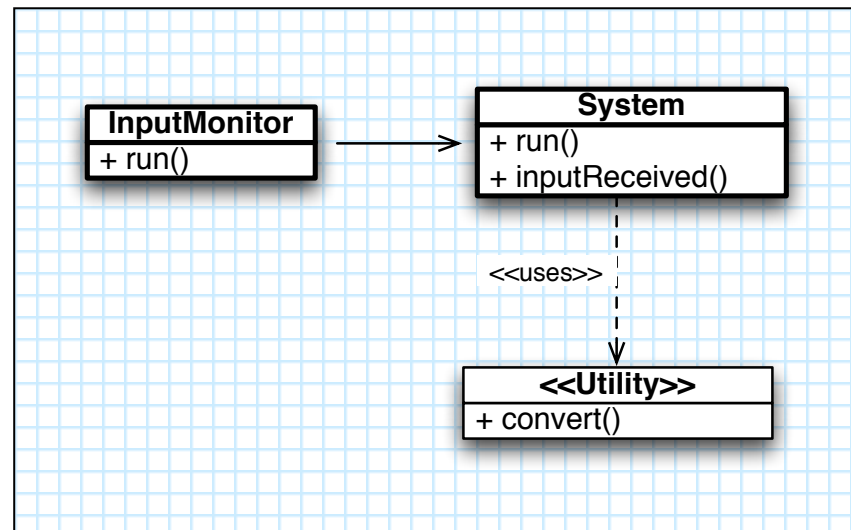 InputMonitor
+ run()
System
+ run()
+ inputReceived()
<<uses>>
<<Utility>>
+ convert()